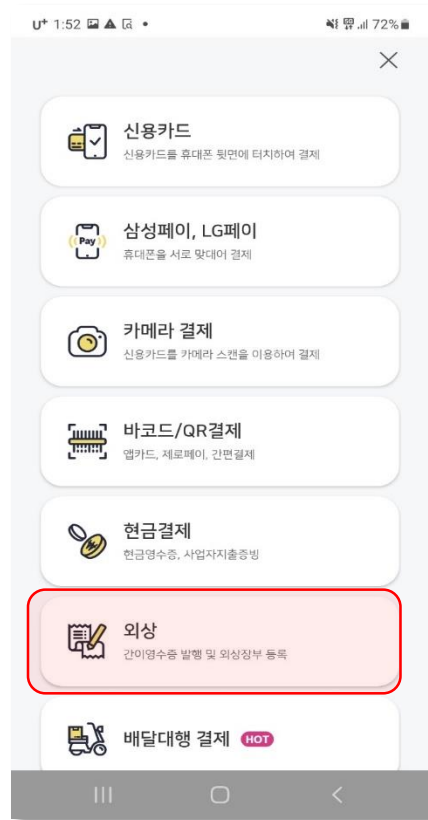 U⁺ 1:52 72%
신용카드
신용카드를 휴대폰 뒷면에 터치하여 결제
Pay
삼성페이, LG페이
휴대폰을 서로 맞대어 결제
카메라 결제
신용카드를 카메라 스캔을 이용하여 결제
바코드/QR결제
앱카드, 제로페이, 간편결제
현금결제
현금영수증, 사업자지출증빙
외상
간이영수증 발행 및 외상장부 등록
배달대행 결제 HOT